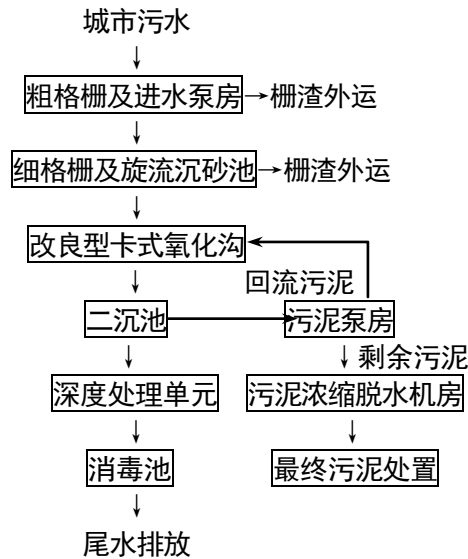 城市污水
粗格栅及进水泵房
栅渣外运
细格栅及旋流沉砂池
栅渣外运
改良型卡式氧化沟
回流污泥
二沉池
污泥泵房
剩余污泥
深度处理单元
污泥浓缩脱水机房
消毒池
最终污泥处置
尾水排放